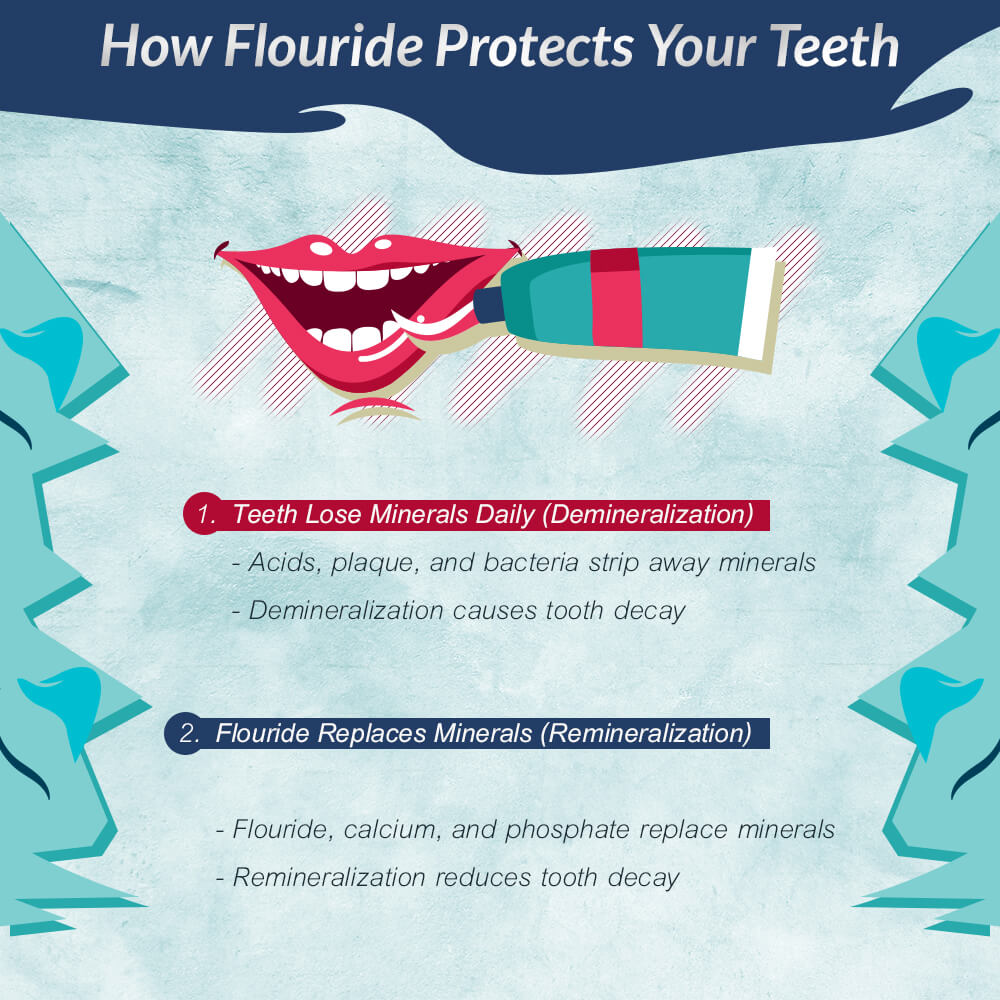 How Flouride Protects Your Teeth
1. Teeth Lose Minerals Daily (Demineralization)
- Acids, plaque, and bacteria strip away minerals
- Demineralization causes tooth decay
2. Flouride Replaces Minerals (Remineralization)
- Flouride, calcium, and phosphate replace minerals
- Remineralization reduces tooth decay